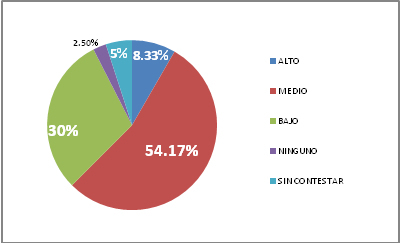 2.50%
5%
8.33%
30%
54.17%
ALTO
MEDIO
BAJO
NINGUNO
SIN CONTESTAR